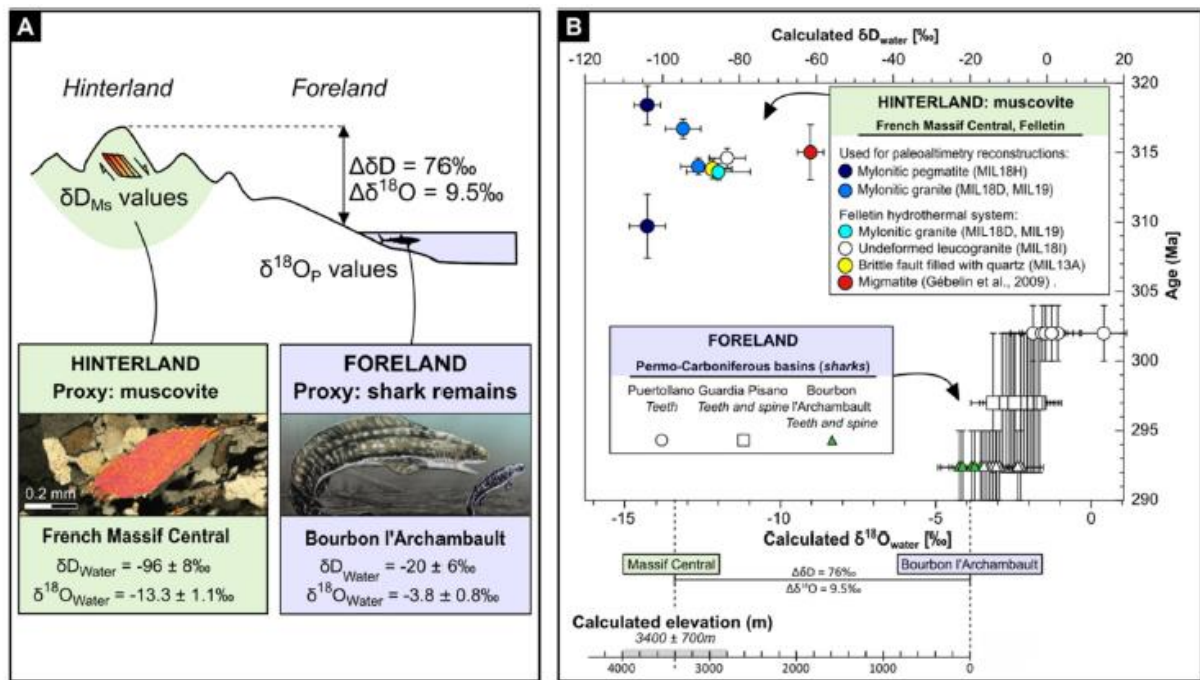 A
Hinterland
Foreland
ΔδD = 76‰
Δδ¹⁸O = 9.5‰
δD_Ms values
δ¹⁸O_P values
HINTERLAND
Proxy: muscovite
0.2 mm
French Massif Central
δD_Water = -96 ± 8‰
δ¹⁸O_Water = -13.3 ± 1.1‰
FORELAND
Proxy: shark remains
Bourbon l'Archambault
δD_Water = -20 ± 6‰
δ¹⁸O_Water = -3.8 ± 0.8‰
B
Calculated δD_water [‰]
-120 -100 -80 -60 -40 -20 0 20
320
315
310
305
300
295
290
Age (Ma)
HINTERLAND: muscovite
French Massif Central, Felletin
Used for paleoaltimetry reconstructions:
Mylonitic pegmatite (MIL18H)
Mylonitic granite (MIL18D, MIL19)
Felletin hydrothermal system:
Mylonitic granite (MIL18D, MIL19)
Undeformed leucogranite (MIL18I)
Brittle fault filled with quartz (MIL13A)
Migmatite (Gébelin et al., 2009) .
FORELAND
Permo-Carboniferous basins (sharks)
Puertollano Guardia Pisano Bourbon
Teeth Teeth and spine l'Archambault
Teeth and spine
-15 -10 -5 0
Calculated δ¹⁸O_water [‰]
Massif Central
Bourbon l'Archambault
ΔδD = 76‰
Δδ¹⁸O = 9.5‰
Calculated elevation (m)
3400 ± 700m
4000 3000 2000 1000 0